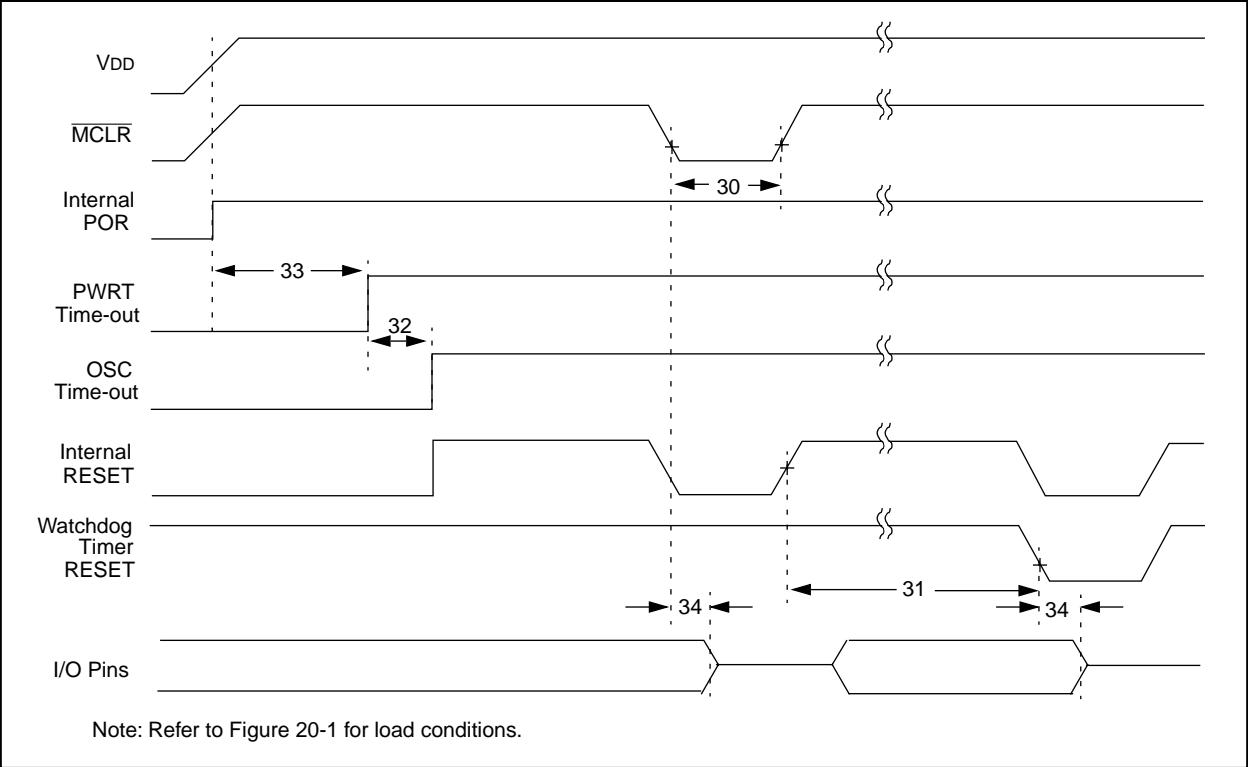 VDD
MCLR
30
Internal
POR
33
PWRT
Time-out
32
OSC
Time-out
Internal
RESET
Watchdog
Timer
RESET
31
34
34
I/O Pins
Note: Refer to Figure 20-1 for load conditions.